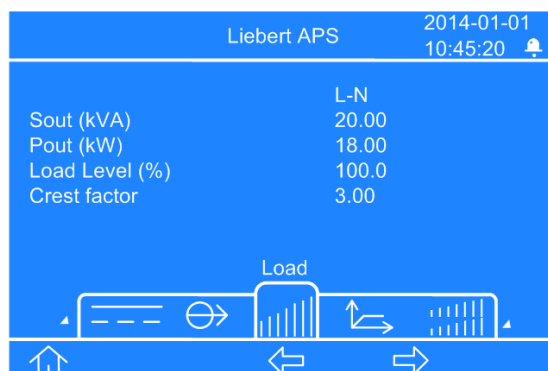 Liebert APS
2014-01-01
10:45:20
L-N
Sout (kVA) 20.00
Pout (kW) 18.00
Load Level (%) 100.0
Crest factor 3.00
Load